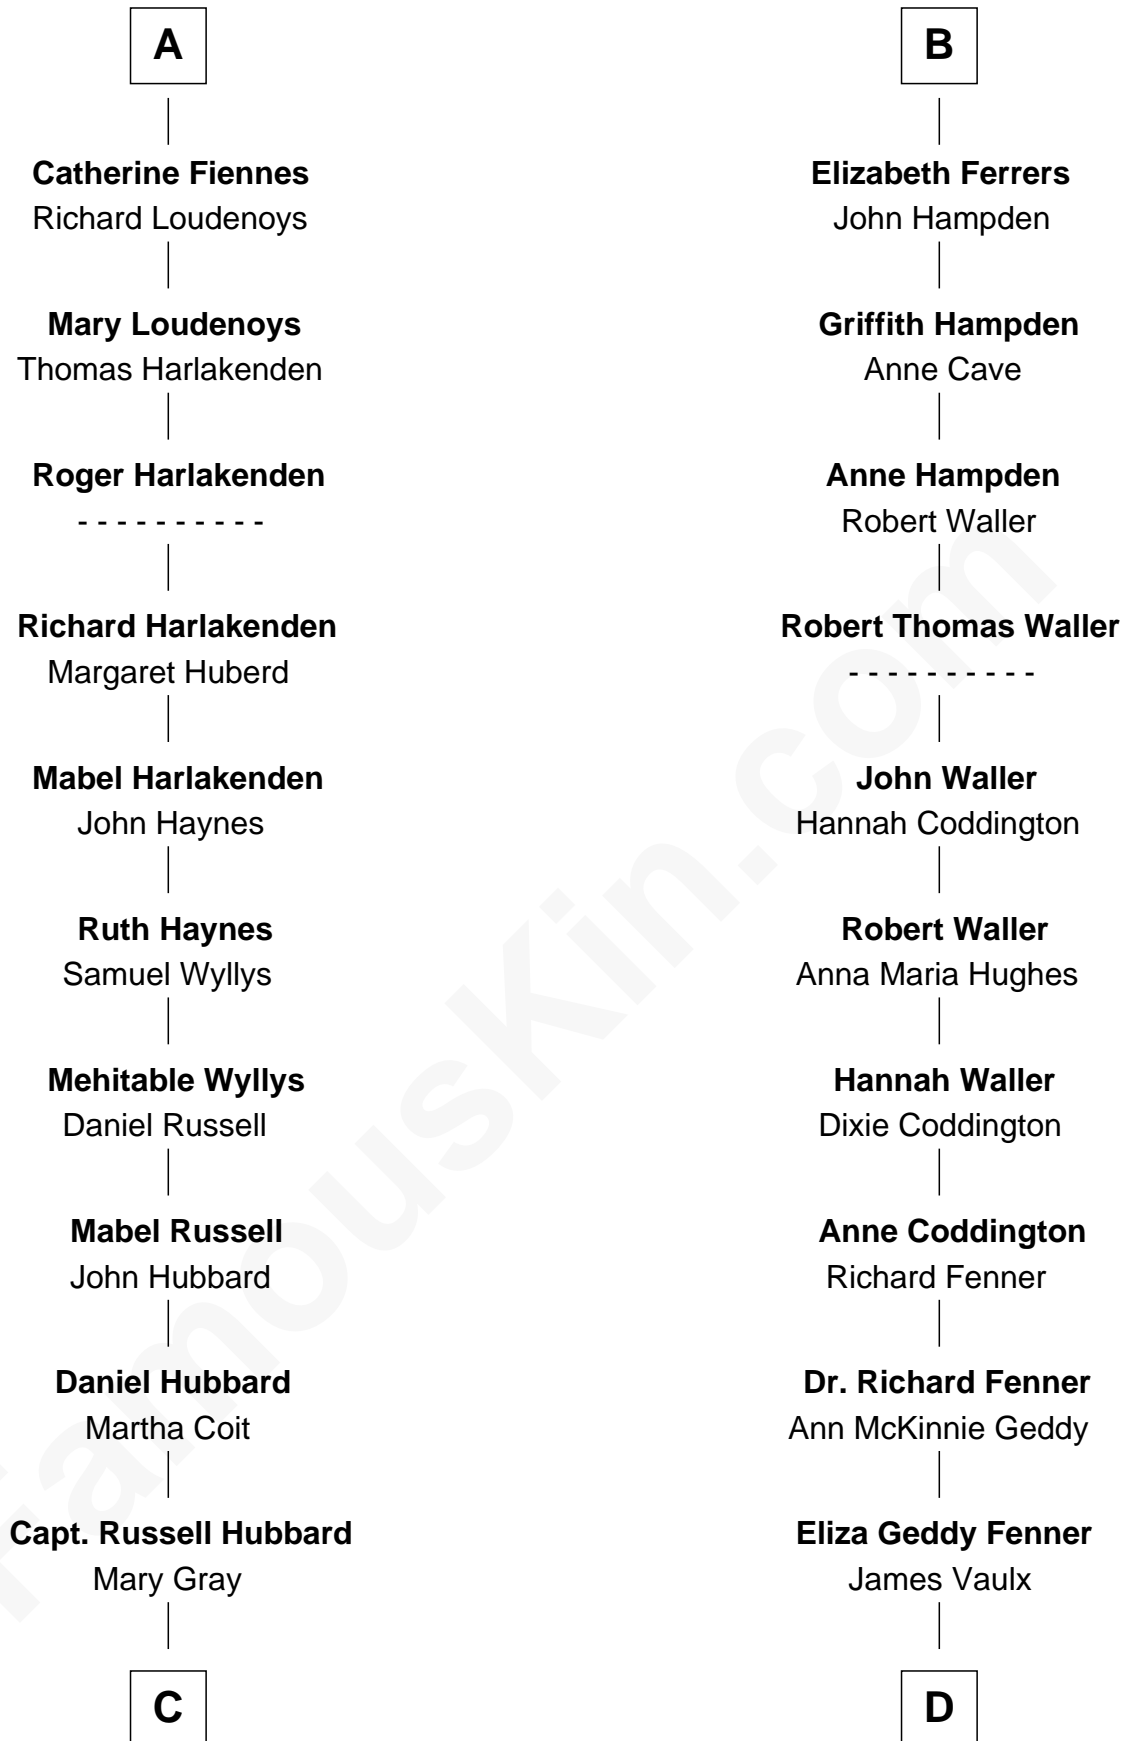 A
Catherine Fiennes
Richard Loudenoys
Mary Loudenoys
Thomas Harlakenden
Roger Harlakenden
- - - - - - - - - -
Richard Harlakenden
Margaret Huberd
Mabel Harlakenden
John Haynes
Ruth Haynes
Samuel Wyllys
Mehitable Wyllys
Daniel Russell
Mabel Russell
John Hubbard
Daniel Hubbard
Martha Coit
Capt. Russell Hubbard
Mary Gray
C
B
Elizabeth Ferrers
John Hampden
Griffith Hampden
Anne Cave
Anne Hampden
Robert Waller
Robert Thomas Waller
- - - - - - - - - -
John Waller
Hannah Coddington
Robert Waller
Anna Maria Hughes
Hannah Waller
Dixie Coddington
Anne Coddington
Richard Fenner
Dr. Richard Fenner
Ann McKinnie Geddy
Eliza Geddy Fenner
James Vaulx
D
FamousKin.com